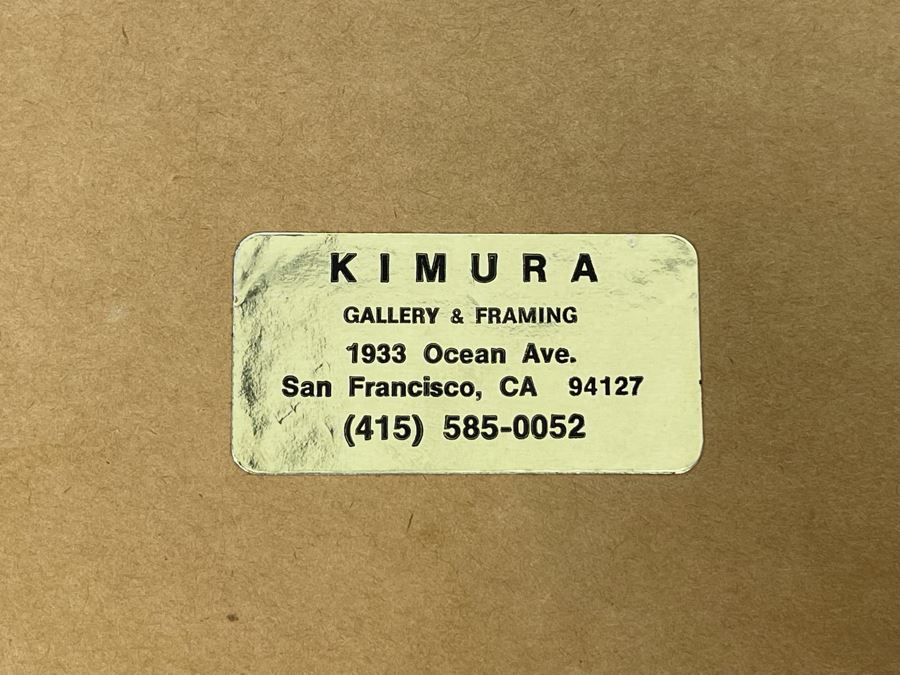 KIMURA
GALLERY & FRAMING
1933 Ocean Ave.
San Francisco, CA 94127
(415) 585-0052